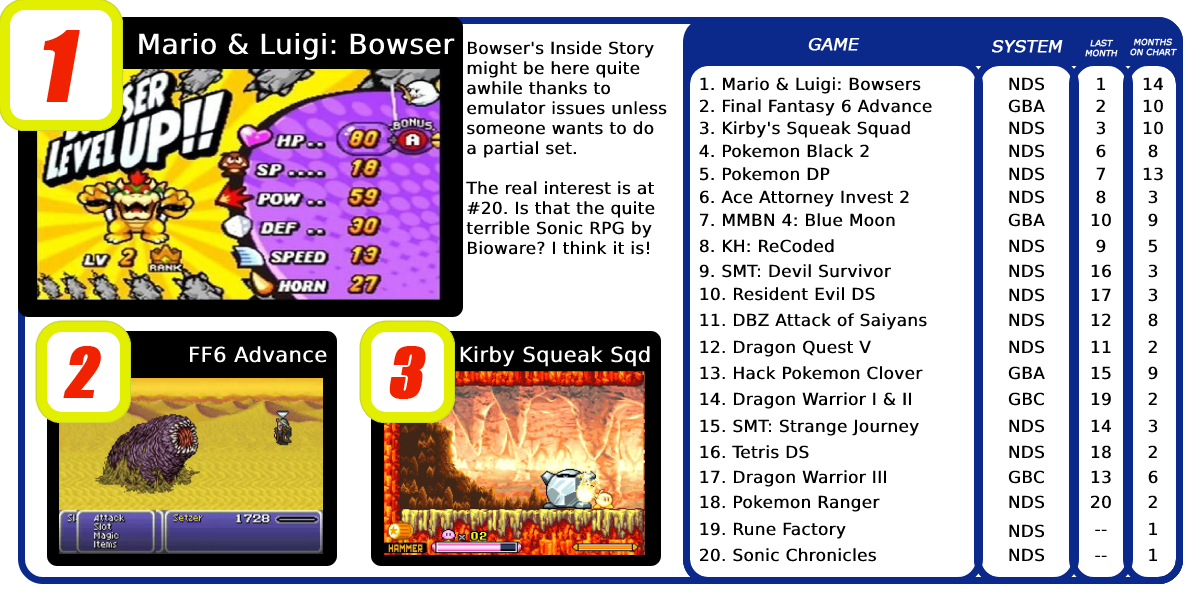 1
Mario & Luigi: Bowser
LEVEL UP!!
HP.. 80
BONUS
A
SP .... 18
POW .. 59
DEF .. 30
SPEED 13
HORN 27
LV 2
RANK
Bowser's Inside Story
might be here quite
awhile thanks to
emulator issues unless
someone wants to do
a partial set.
The real interest is at
#20. Is that the quite
terrible Sonic RPG by
Bioware? I think it is!
2
FF6 Advance
Attack
Slot
Magic
Items
Setzer 1728
3
Kirby Squeak Sqd
HAMMER
x 02
GAME SYSTEM LAST MONTH MONTHS ON CHART
1. Mario & Luigi: Bowsers NDS 1 14
2. Final Fantasy 6 Advance GBA 2 10
3. Kirby's Squeak Squad NDS 3 10
4. Pokemon Black 2 NDS 6 8
5. Pokemon DP NDS 7 13
6. Ace Attorney Invest 2 NDS 8 3
7. MMBN 4: Blue Moon GBA 10 9
8. KH: ReCoded NDS 9 5
9. SMT: Devil Survivor NDS 16 3
10. Resident Evil DS NDS 17 3
11. DBZ Attack of Saiyans NDS 12 8
12. Dragon Quest V NDS 11 2
13. Hack Pokemon Clover GBA 15 9
14. Dragon Warrior I & II GBC 19 2
15. SMT: Strange Journey NDS 14 3
16. Tetris DS NDS 18 2
17. Dragon Warrior III GBC 13 6
18. Pokemon Ranger NDS 20 2
19. Rune Factory NDS -- 1
20. Sonic Chronicles NDS -- 1